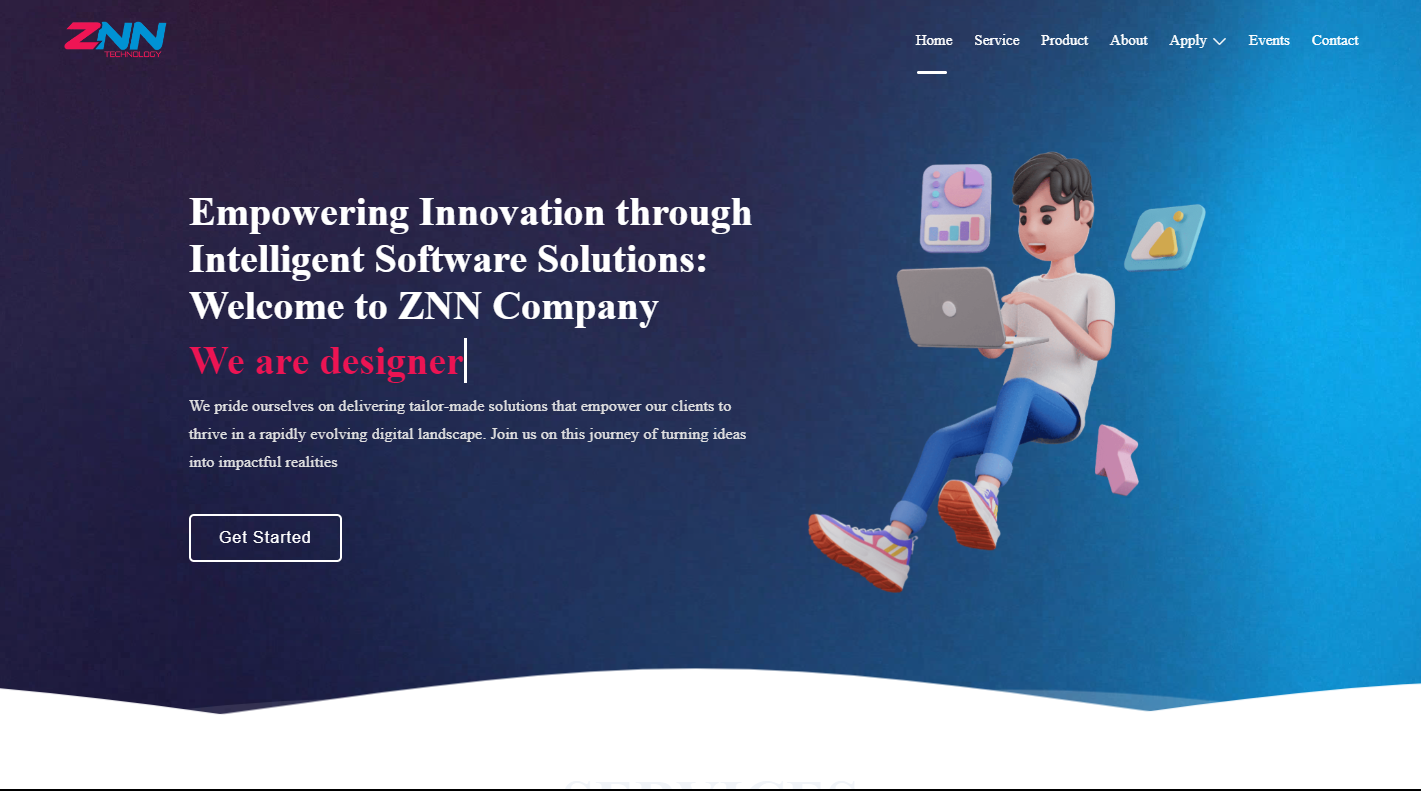 ZNN
TECHNOLOGY
Home Service Product About Apply Events Contact
Empowering Innovation through
Intelligent Software Solutions:
Welcome to ZNN Company
We are designer
We pride ourselves on delivering tailor-made solutions that empower our clients to
thrive in a rapidly evolving digital landscape. Join us on this journey of turning ideas
into impactful realities
Get Started
SERVICES